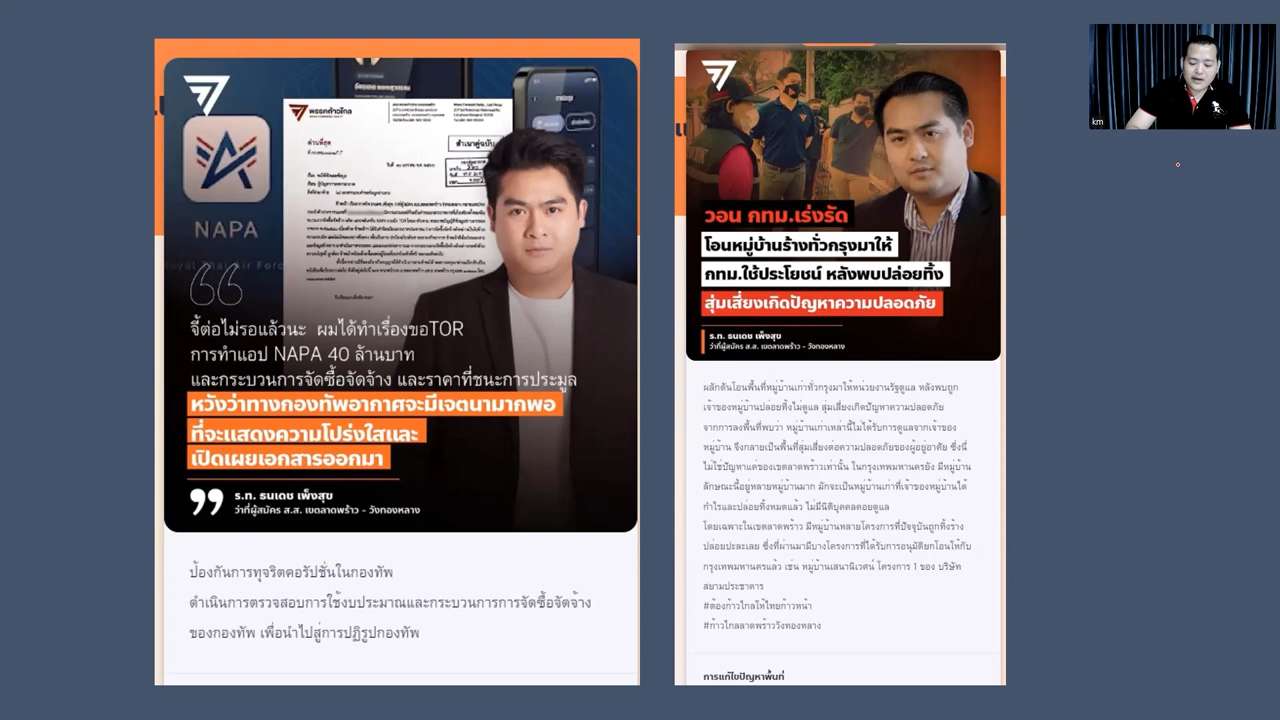 NAPA
พรรคก้าวไกล
ด่วนที่สุด
สำเนาคู่ฉบับ
จี้ต่อไม่รอแล้วนะ ผมได้ทำเรื่องขอTOR
การทำแอป NAPA 40 ล้านบาท
และกระบวนการจัดซื้อจัดจ้าง และราคาที่ชนะการประมูล
หวังว่าทางกองทัพอากาศจะมีเจตนามากพอ
ที่จะแสดงความโปร่งใสและ
เปิดเผยเอกสารออกมา
ร.ท. ธนเดช เพ็งสุข
ว่าที่ผู้สมัคร ส.ส. เขตลาดพร้าว - วังทองหลาง
ป้องกันการทุจริตคอรัปชั่นในกองทัพ
ดำเนินการตรวจสอบการใช้งบประมาณและกระบวนการการจัดซื้อจัดจ้าง
ของกองทัพ เพื่อนำไปสู่การปฏิรูปกองทัพ
วอน กทม.เร่งรัด
โอนหมู่บ้านร้างทั่วกรุงมาให้
กทม.ใช้ประโยชน์ หลังพบปล่อยทิ้ง
สุ่มเสี่ยงเกิดปัญหาความปลอดภัย
ร.ท. ธนเดช เพ็งสุข
ว่าที่ผู้สมัคร ส.ส. เขตลาดพร้าว - วังทองหลาง
ผลักดันโอนพื้นที่หมู่บ้านเก่าทั่วกรุงมาให้หน่วยงานรัฐดูแล หลังพบถูก
เจ้าของหมู่บ้านปล่อยทิ้งไม่ดูแล สุ่มเสี่ยงเกิดปัญหาความปลอดภัย
จากการลงพื้นที่พบว่า หมู่บ้านเก่าเหล่านี้ไม่ได้รับการดูแลจากเจ้าของ
หมู่บ้าน จึงกลายเป็นพื้นที่สุ่มเสี่ยงต่อความปลอดภัยของผู้อยู่อาศัย ซึ่งนี่
ไม่ใช่ปัญหาแค่ของเขตลาดพร้าวเท่านั้น ในกรุงเทพมหานครยัง มีหมู่บ้าน
ลักษณะนี้อยู่หลายหมู่บ้านมาก มักจะเป็นหมู่บ้านเก่าที่เจ้าของหมู่บ้านได้
กำไรและปล่อยทิ้งหมดแล้ว ไม่มีนิติบุคคลคอยดูแล
โดยเฉพาะในเขตลาดพร้าว มีหมู่บ้านหลายโครงการที่ปัจจุบันถูกทิ้งร้าง
ปล่อยปะละเลย ซึ่งที่ผ่านมามีบางโครงการที่ได้รับการอนุมัติยกโอนให้กับ
กรุงเทพมหานครแล้ว เช่น หมู่บ้านเสนานิเวศน์ โครงการ 1 ของ บริษัท
สยามประชาคาร
#ต้องก้าวไกลให้ไทยก้าวหน้า
#ก้าวไกลลาดพร้าววังทองหลาง
การแก้ไขปัญหาพื้นที่
km